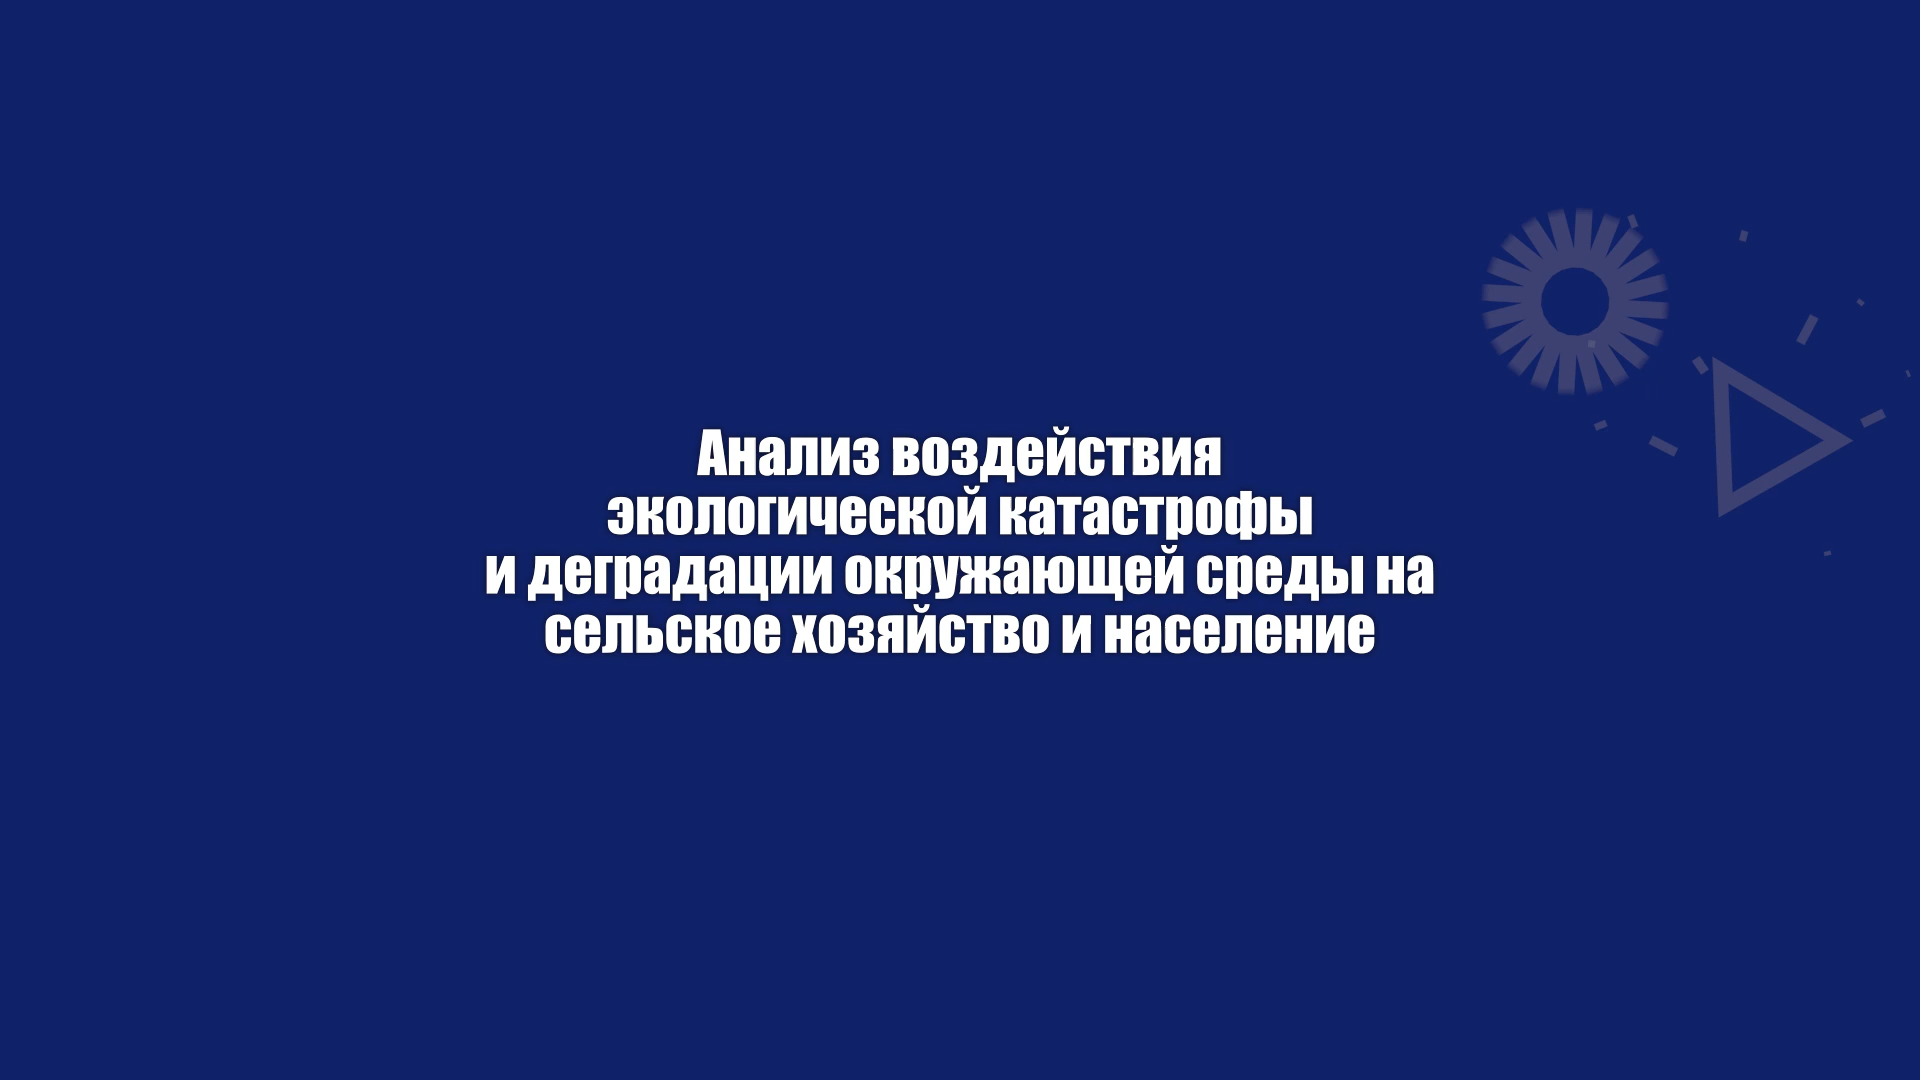 Анализ воздействия
экологической катастрофы
и деградации окружающей среды на
сельское хозяйство и население